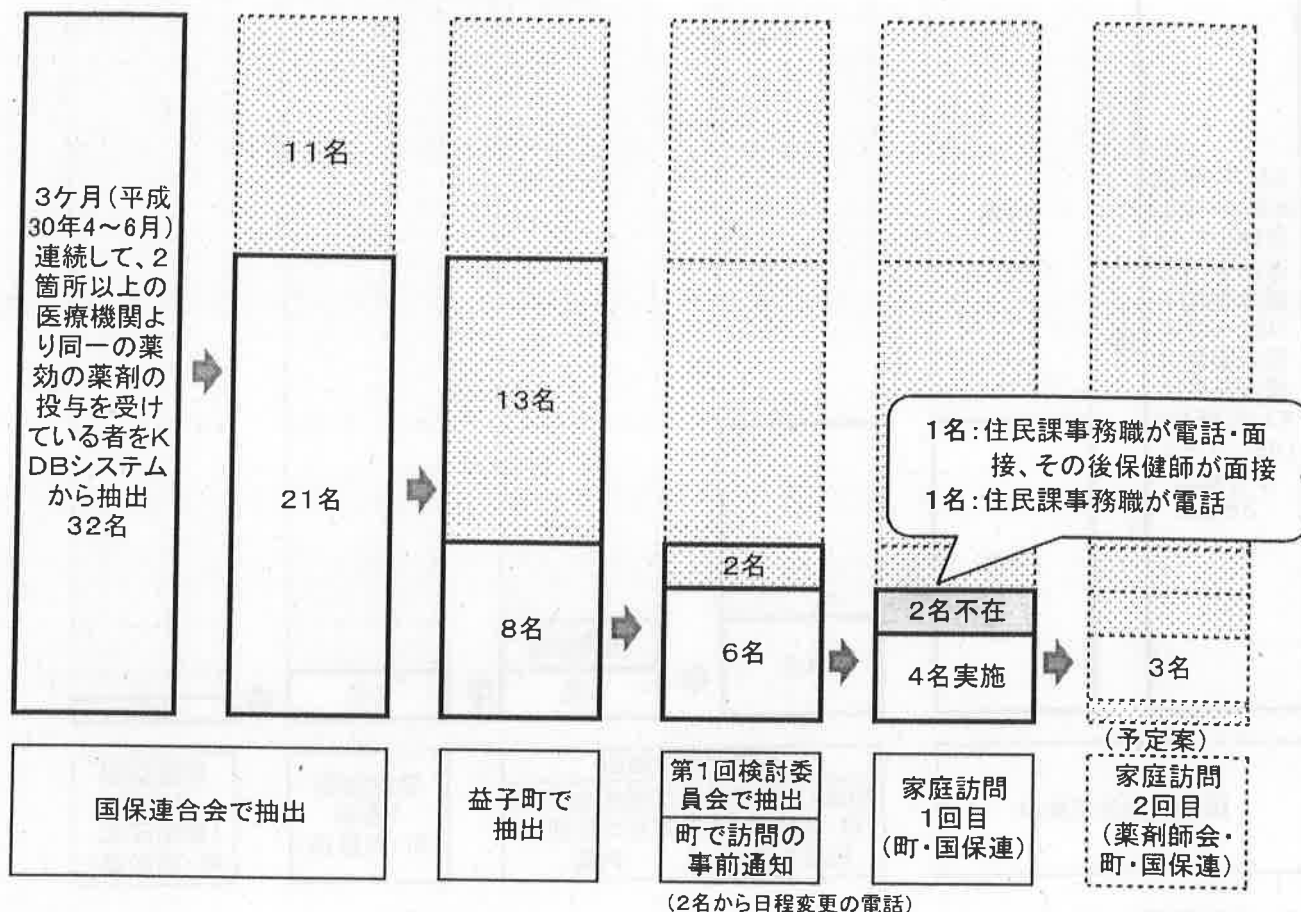 3ケ月(平成
30年4～6月)
連続して、2
箇所以上の
医療機関よ
り同一の薬
効の薬剤の
投与を受け
ている者をK
DBシステム
から抽出
32名
11名
21名
13名
8名
2名
6名
1名:住民課事務職が電話・面
接、その後保健師が面接
1名:住民課事務職が電話
2名不在
4名実施
3名
(予定案)
国保連合会で抽出
益子町で
抽出
第1回検討委
員会で抽出
町で訪問の
事前通知
(2名から日程変更の電話)
家庭訪問
1回目
(町・国保連)
家庭訪問
2回目
(薬剤師会・
町・国保連)